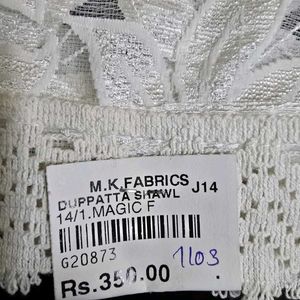 M.K.FABRICS
DUPPATTA SHAWL J14
14/1.MAGIC F
G20873
1103
Rs.350.00